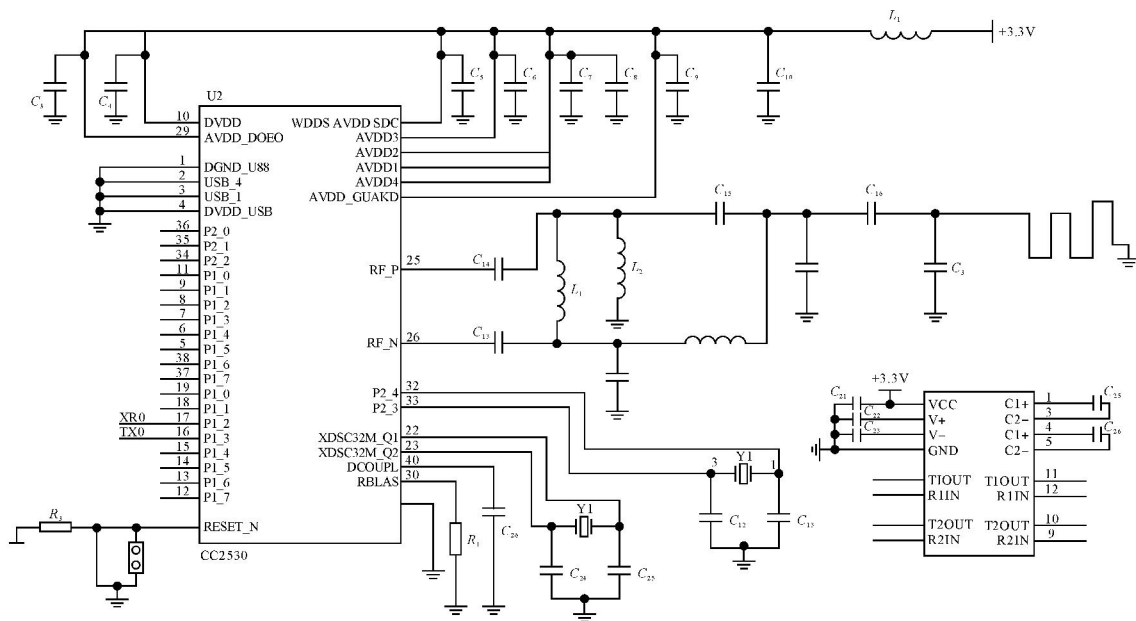 L₁
+3.3V
C₃
C₄
C₅
C₆
C₇
C₈
C₉
C₁₀
U2
10 DVDD
29 AVDD_DOEO
1 DGND_U88
2 USB_4
3 USB_1
4 DVDD_USB
36 P2_0
35 P2_1
34 P2_2
11 P1_0
9 P1_1
8 P1_2
7 P1_3
6 P1_4
5 P1_5
38 P1_6
37 P1_7
19 P1_0
18 P1_1
XR0 17 P1_2
TX0 16 P1_3
15 P1_4
14 P1_5
13 P1_6
12 P1_7
RESET_N
CC2530
WDDS AVDD SDC
AVDD3
AVDD2
AVDD1
AVDD4
AVDD_GUAKD
RF_P 25
RF_N 26
P2_4 32
P2_3 33
XDSC32M_Q1 22
XDSC32M_Q2 23
DCOUPL 40
RBLAS 30
C₁₄
C₁₃
L₁
L₂
C₁₅
C₁₆
C₃
R₃
R₁
C₂₆
Y1
C₂₄
C₂₅
3 Y1 1
C₁₂
C₁₃
+3.3V
C₂₁
C₂₂
C₂₃
VCC
V+
V-
GND
T1OUT
R1IN
T2OUT
R2IN
C1+ 1 C₂₅
C2- 3
C1+ 4 C₂₆
C2- 5
T1OUT 11
R1IN 12
T2OUT 10
R2IN 9